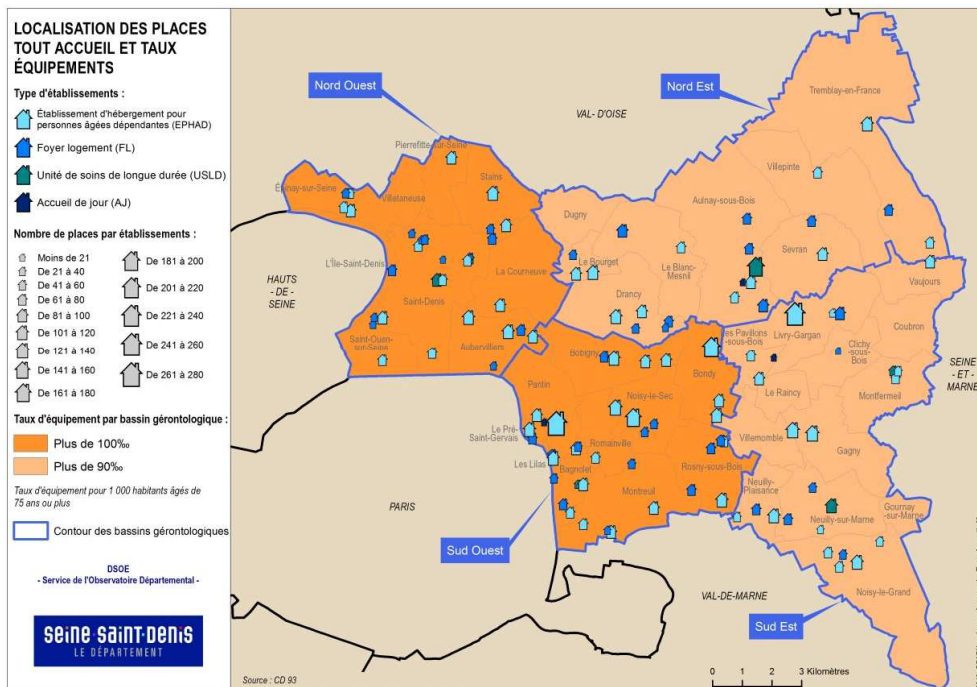 LOCALISATION DES PLACES
TOUT ACCUEIL ET TAUX
ÉQUIPEMENTS
Type d'établissements :
Établissement d'hébergement pour
personnes âgées dépendantes (EPHAD)
Foyer logement (FL)
Unité de soins de longue durée (USLD)
Accueil de jour (AJ)
Nombre de places par établissements :
Moins de 21
De 21 à 40
De 41 à 60
De 61 à 80
De 81 à 100
De 101 à 120
De 121 à 140
De 141 à 160
De 161 à 180
De 181 à 200
De 201 à 220
De 221 à 240
De 241 à 260
De 261 à 280
Taux d'équipement par bassin gérontologique :
Plus de 100‰
Plus de 90‰
Taux d'équipement pour 1 000 habitants âgés de
75 ans ou plus
Contour des bassins gérontologiques
DSOE
- Service de l'Observatoire Départemental -
seine-saint-denis
LE DÉPARTEMENT
Nord Ouest
Nord Est
Sud Ouest
Sud Est
VAL- D'OISE
HAUTS
- DE -
SEINE
PARIS
VAL-DE-MARNE
SEINE
- ET -
MARNE
Tremblay-en-France
Pierrefitte-sur-Seine
Villepinte
Épinay-sur-Seine
Stains
Villetaneuse
Aulnay-sous-Bois
Dugny
Sevran
L'Île-Saint-Denis
La Courneuve
Le Bourget
Le Blanc-
Mesnil
Vaujours
Saint-Denis
Drancy
Livry-Gargan
Coubron
Saint-Ouen-
sur-Seine
Aubervilliers
Les Pavillons
-sous-Bois
Clichy
-sous-
Bois
Bobigny
Bondy
Pantin
Noisy-le-Sec
Le Raincy
Montfermeil
Le Pré-
Saint-Gervais
Romainville
Villemomble
Gagny
Les Lilas
Bagnolet
Rosny-sous-Bois
Montreuil
Neuilly-
Plaisance
Neuilly-sur-Marne
Gournay
-sur-Marne
Noisy-le-Grand
Source : CD 93
0 1 2 3 Kilomètres